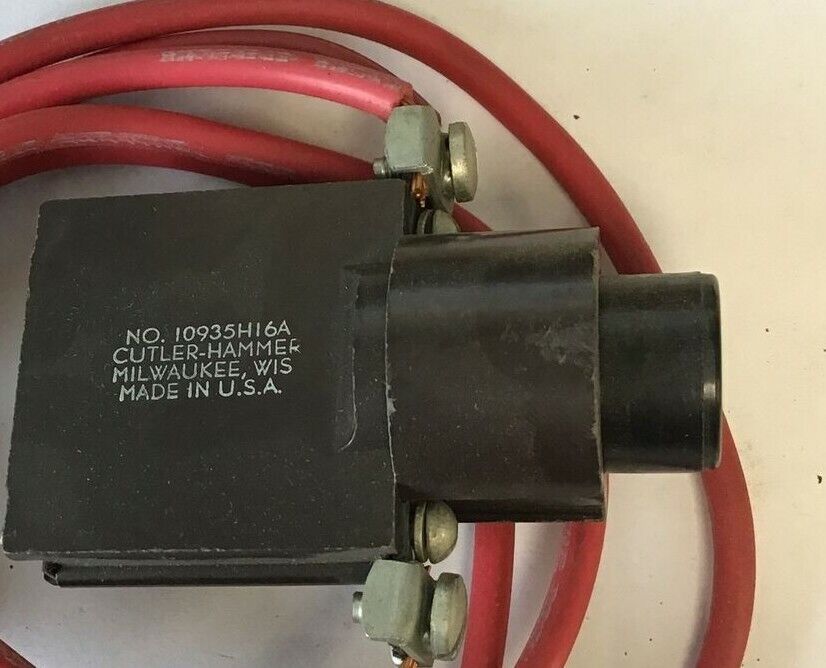 NO. 10935H16A
CUTLER-HAMMER
MILWAUKEE, WIS
MADE IN U.S.A.